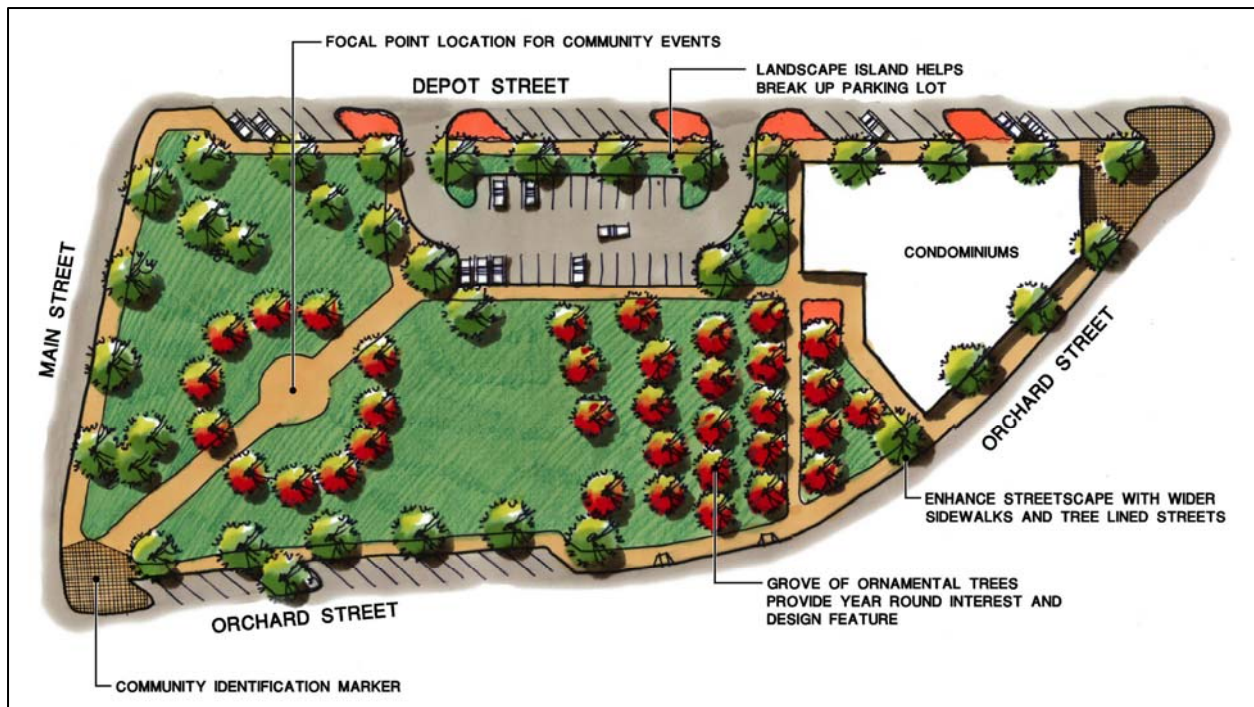 FOCAL POINT LOCATION FOR COMMUNITY EVENTS
LANDSCAPE ISLAND HELPS
BREAK UP PARKING LOT
DEPOT STREET
MAIN STREET
CONDOMINIUMS
ORCHARD STREET
ENHANCE STREETSCAPE WITH WIDER
SIDEWALKS AND TREE LINED STREETS
GROVE OF ORNAMENTAL TREES
PROVIDE YEAR ROUND INTEREST AND
DESIGN FEATURE
ORCHARD STREET
COMMUNITY IDENTIFICATION MARKER